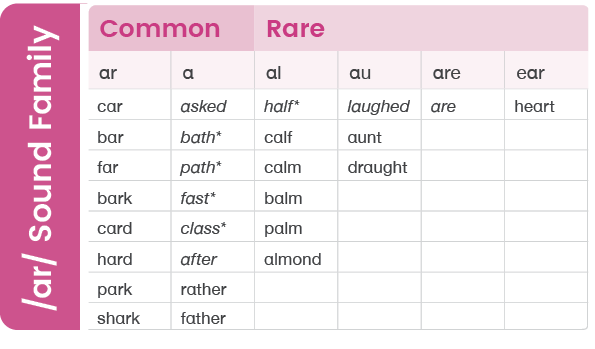 /ar/ Sound Family
Common Rare
ar a al au are ear
car asked half* laughed are heart
bar bath* calf aunt
far path* calm draught
bark fast* balm
card class* palm
hard after almond
park rather
shark father